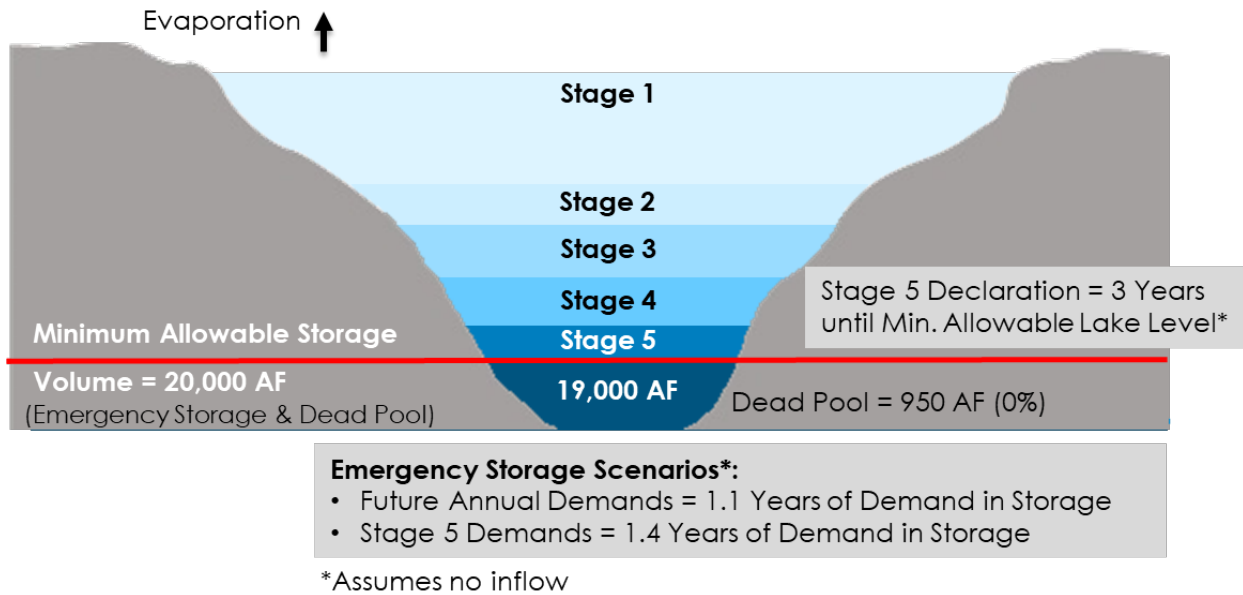 Evaporation
Stage 1
Stage 2
Stage 3
Stage 4
Stage 5 Declaration = 3 Years
until Min. Allowable Lake Level*
Minimum Allowable Storage
Stage 5
Volume = 20,000 AF
(Emergency Storage & Dead Pool)
19,000 AF
Dead Pool = 950 AF (0%)
Emergency Storage Scenarios*:
• Future Annual Demands = 1.1 Years of Demand in Storage
• Stage 5 Demands = 1.4 Years of Demand in Storage
*Assumes no inflow